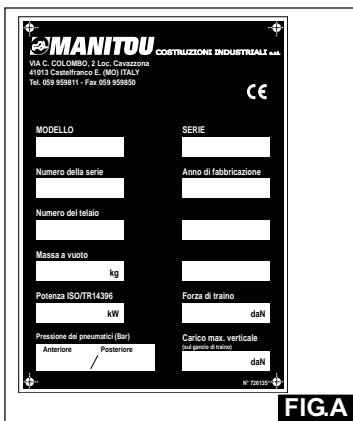 MANITOU COSTRUZIONI INDUSTRIALI s.r.l.
VIA C. COLOMBO, 2 Loc. Cavazzona
41013 Castelfranco E. (MO) ITALY
Tel. 059 959811 - Fax 059 959850
CE
MODELLO SERIE
Numero della serie Anno di fabbricazione
Numero del telaio
Massa a vuoto
kg
Potenza ISO/TR14396 Forza di traino
kW daN
Pressione dei pneumatici (Bar) Carico max. verticale
(sul gancio di traino)
Anteriore / Posteriore
daN
N° 726135
FIG.A